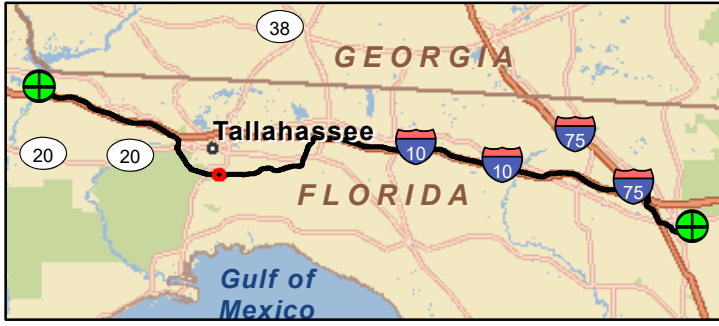 38
GEORGIA
75
Tallahassee
10
20
20
10
75
FLORIDA
Gulf of
Mexico